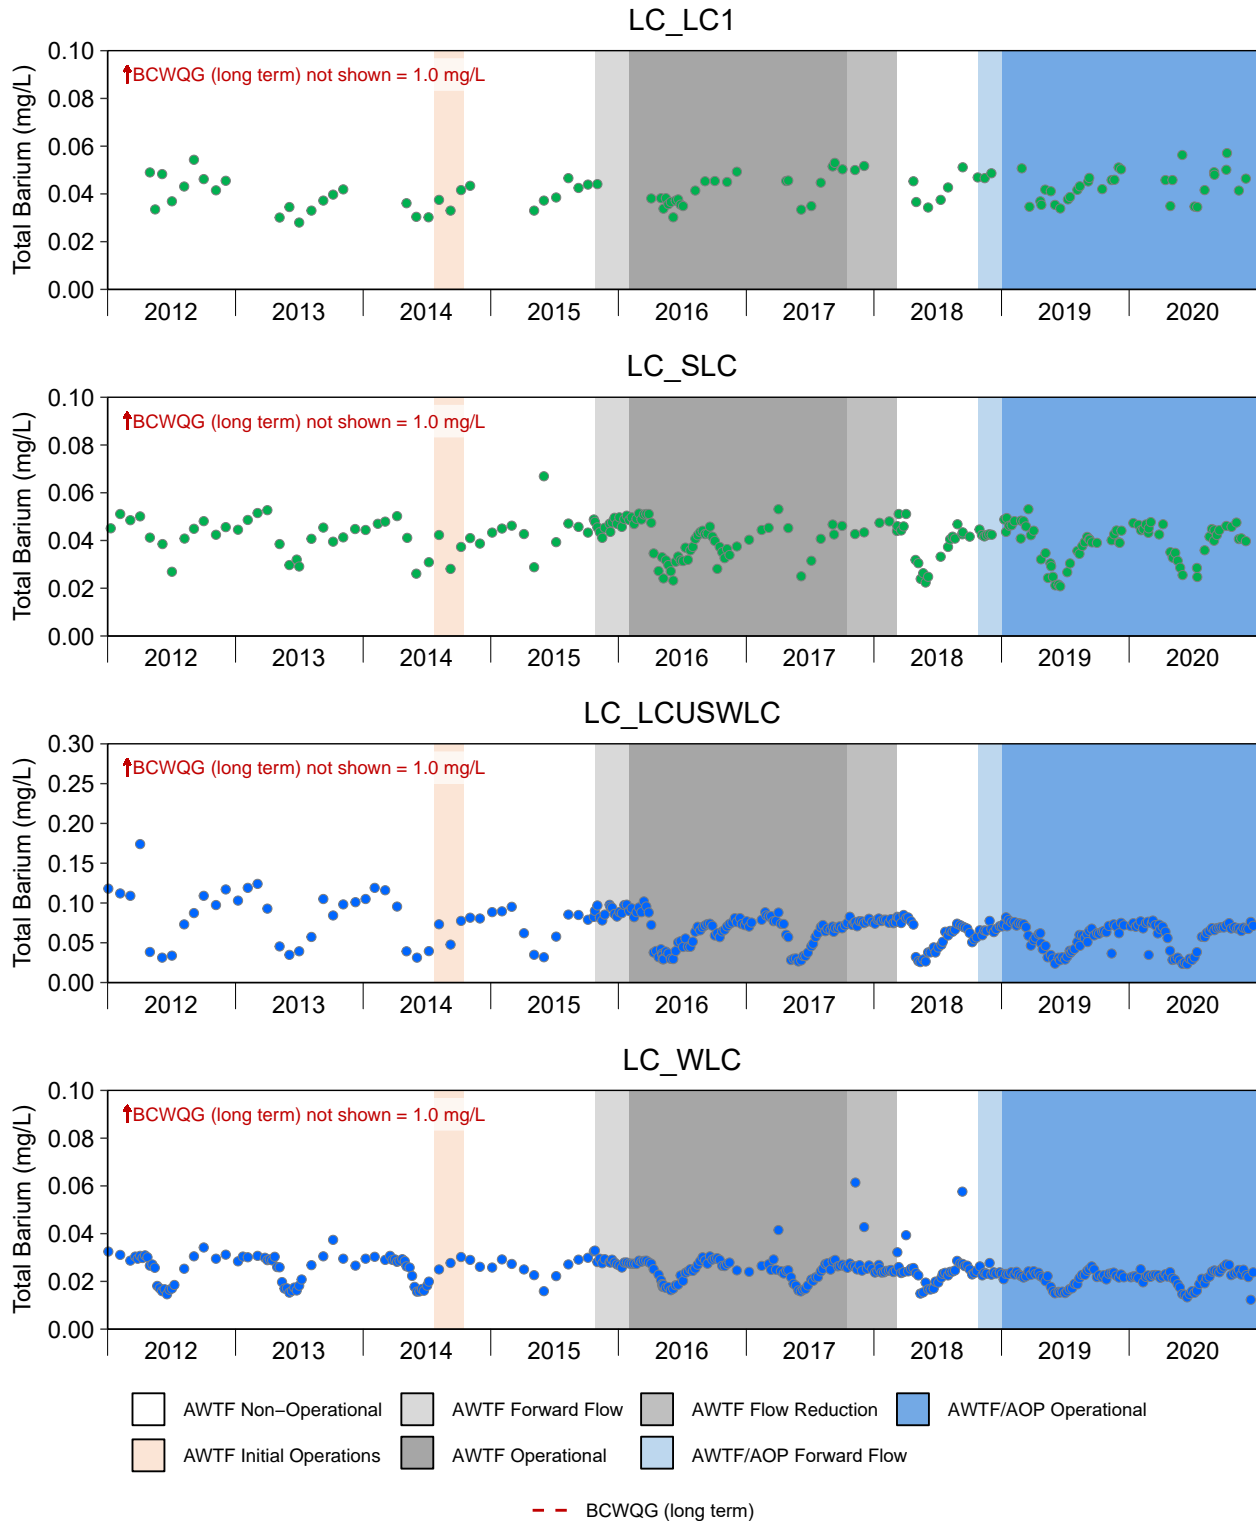 LC_LC1
Total Barium (mg/L)
0.10
BCWQG (long term) not shown = 1.0 mg/L
0.08
0.06
0.04
0.02
0.00
2012 2013 2014 2015 2016 2017 2018 2019 2020
LC_SLC
Total Barium (mg/L)
0.10
BCWQG (long term) not shown = 1.0 mg/L
0.08
0.06
0.04
0.02
0.00
2012 2013 2014 2015 2016 2017 2018 2019 2020
LC_LCUSWLC
Total Barium (mg/L)
0.30
BCWQG (long term) not shown = 1.0 mg/L
0.25
0.20
0.15
0.10
0.05
0.00
2012 2013 2014 2015 2016 2017 2018 2019 2020
LC_WLC
Total Barium (mg/L)
0.10
BCWQG (long term) not shown = 1.0 mg/L
0.08
0.06
0.04
0.02
0.00
2012 2013 2014 2015 2016 2017 2018 2019 2020
AWTF Non−Operational AWTF Forward Flow AWTF Flow Reduction AWTF/AOP Operational
AWTF Initial Operations AWTF Operational AWTF/AOP Forward Flow
BCWQG (long term)